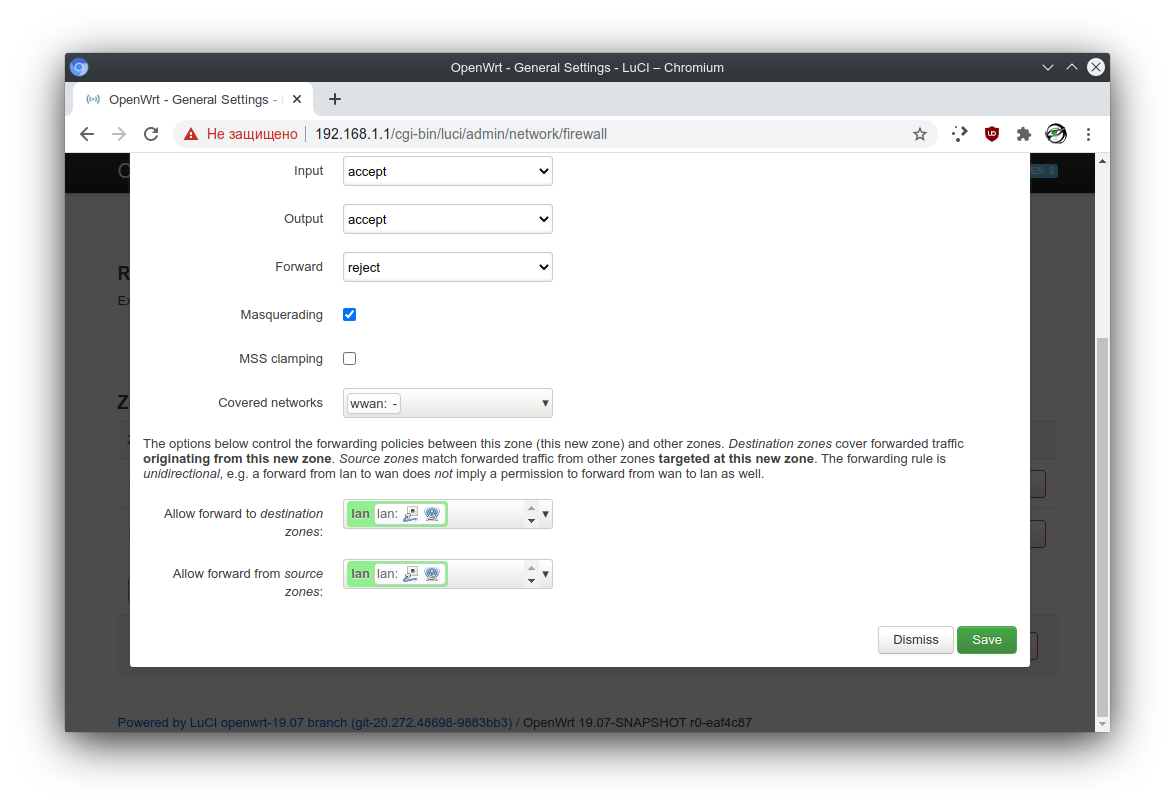 OpenWrt - General Settings - LuCI – Chromium
OpenWrt - General Settings -
Не защищено 192.168.1.1/cgi-bin/luci/admin/network/firewall
Input accept
Output accept
Forward reject
Masquerading
MSS clamping
Covered networks wwan: -
The options below control the forwarding policies between this zone (this new zone) and other zones. Destination zones cover forwarded traffic
originating from this new zone. Source zones match forwarded traffic from other zones targeted at this new zone. The forwarding rule is
unidirectional, e.g. a forward from lan to wan does not imply a permission to forward from wan to lan as well.
Allow forward to destination lan lan:
zones:
Allow forward from source lan lan:
zones:
Dismiss Save
Powered by LuCI openwrt-19.07 branch (git-20.272.48698-9883bb3) / OpenWrt 19.07-SNAPSHOT r0-eaf4c87